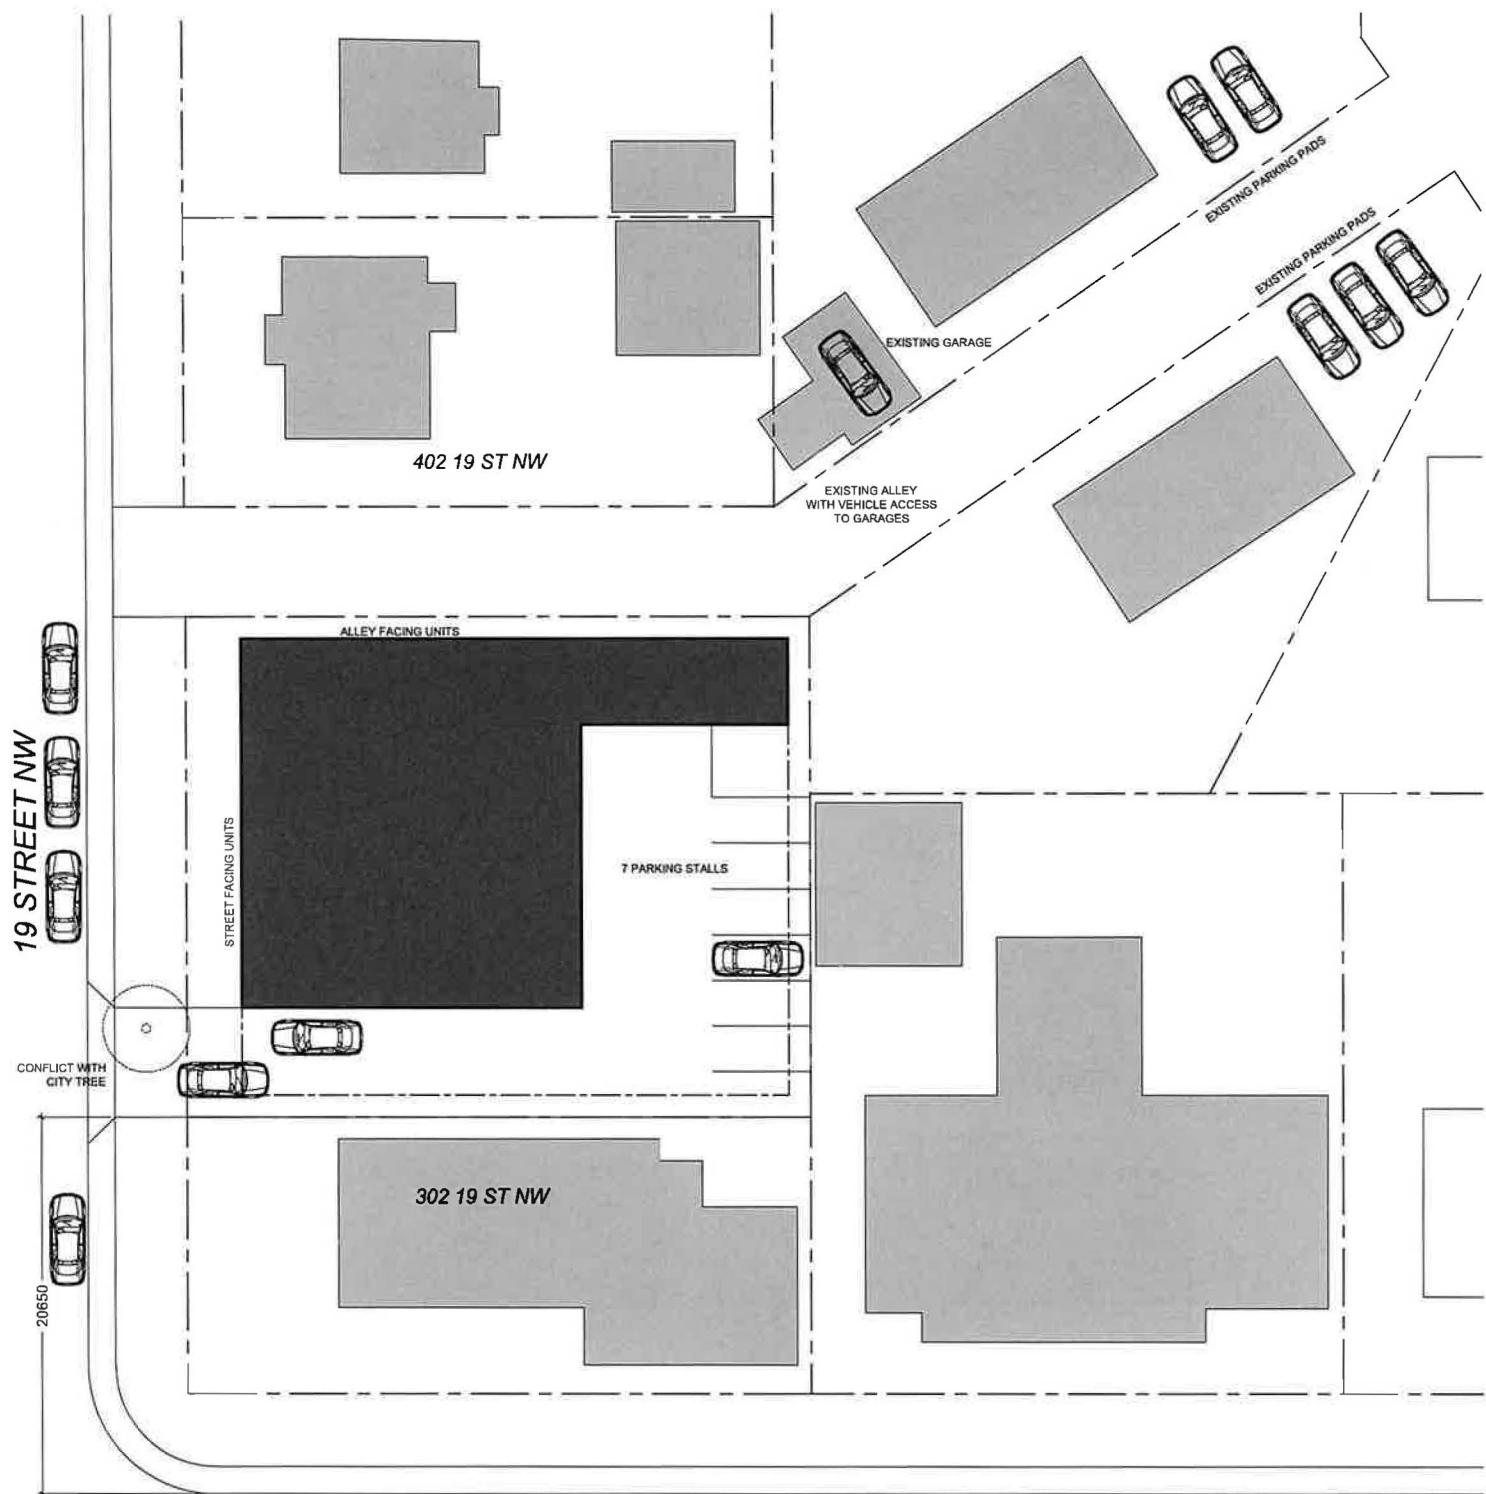 EXISTING PARKING PADS
EXISTING PARKING PADS
EXISTING GARAGE
402 19 ST NW
EXISTING ALLEY
WITH VEHICLE ACCESS
TO GARAGES
ALLEY FACING UNITS
19 STREET NW
STREET FACING UNITS
7 PARKING STALLS
CONFLICT WITH
CITY TREE
302 19 ST NW
20650